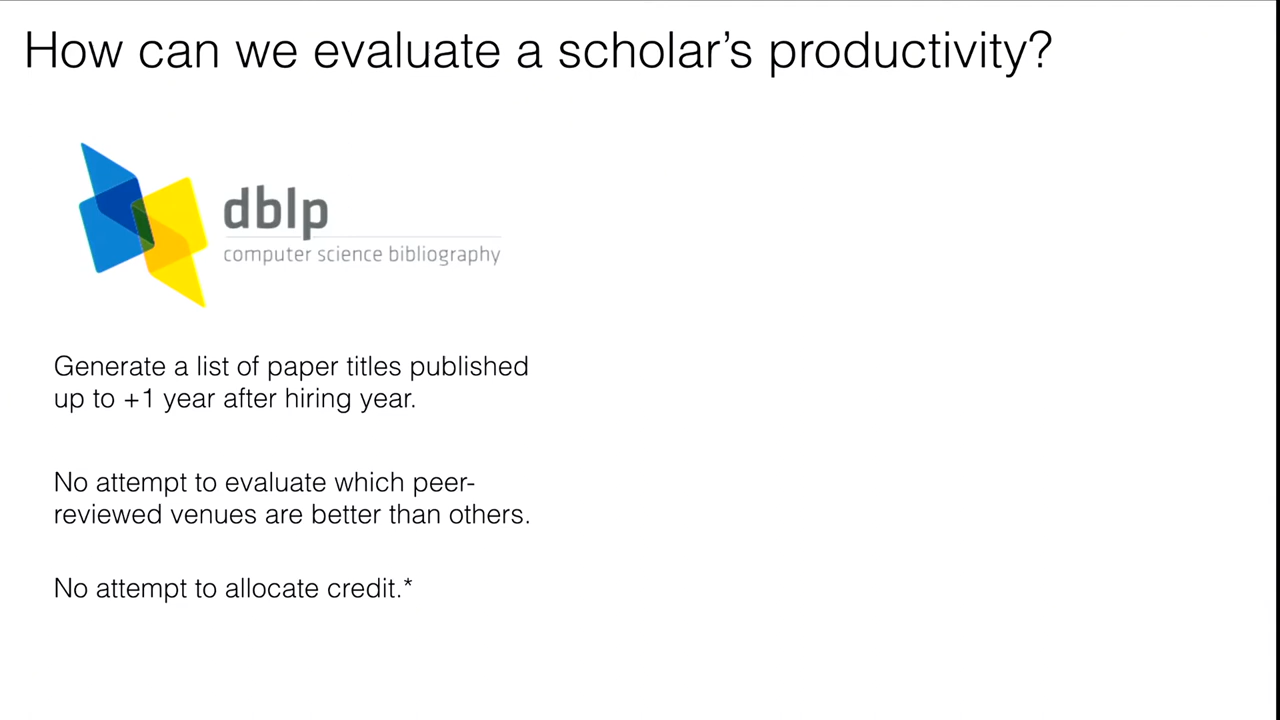 How can we evaluate a scholar’s productivity?
dblp
computer science bibliography
Generate a list of paper titles published
up to +1 year after hiring year.
No attempt to evaluate which peer-
reviewed venues are better than others.
No attempt to allocate credit.*